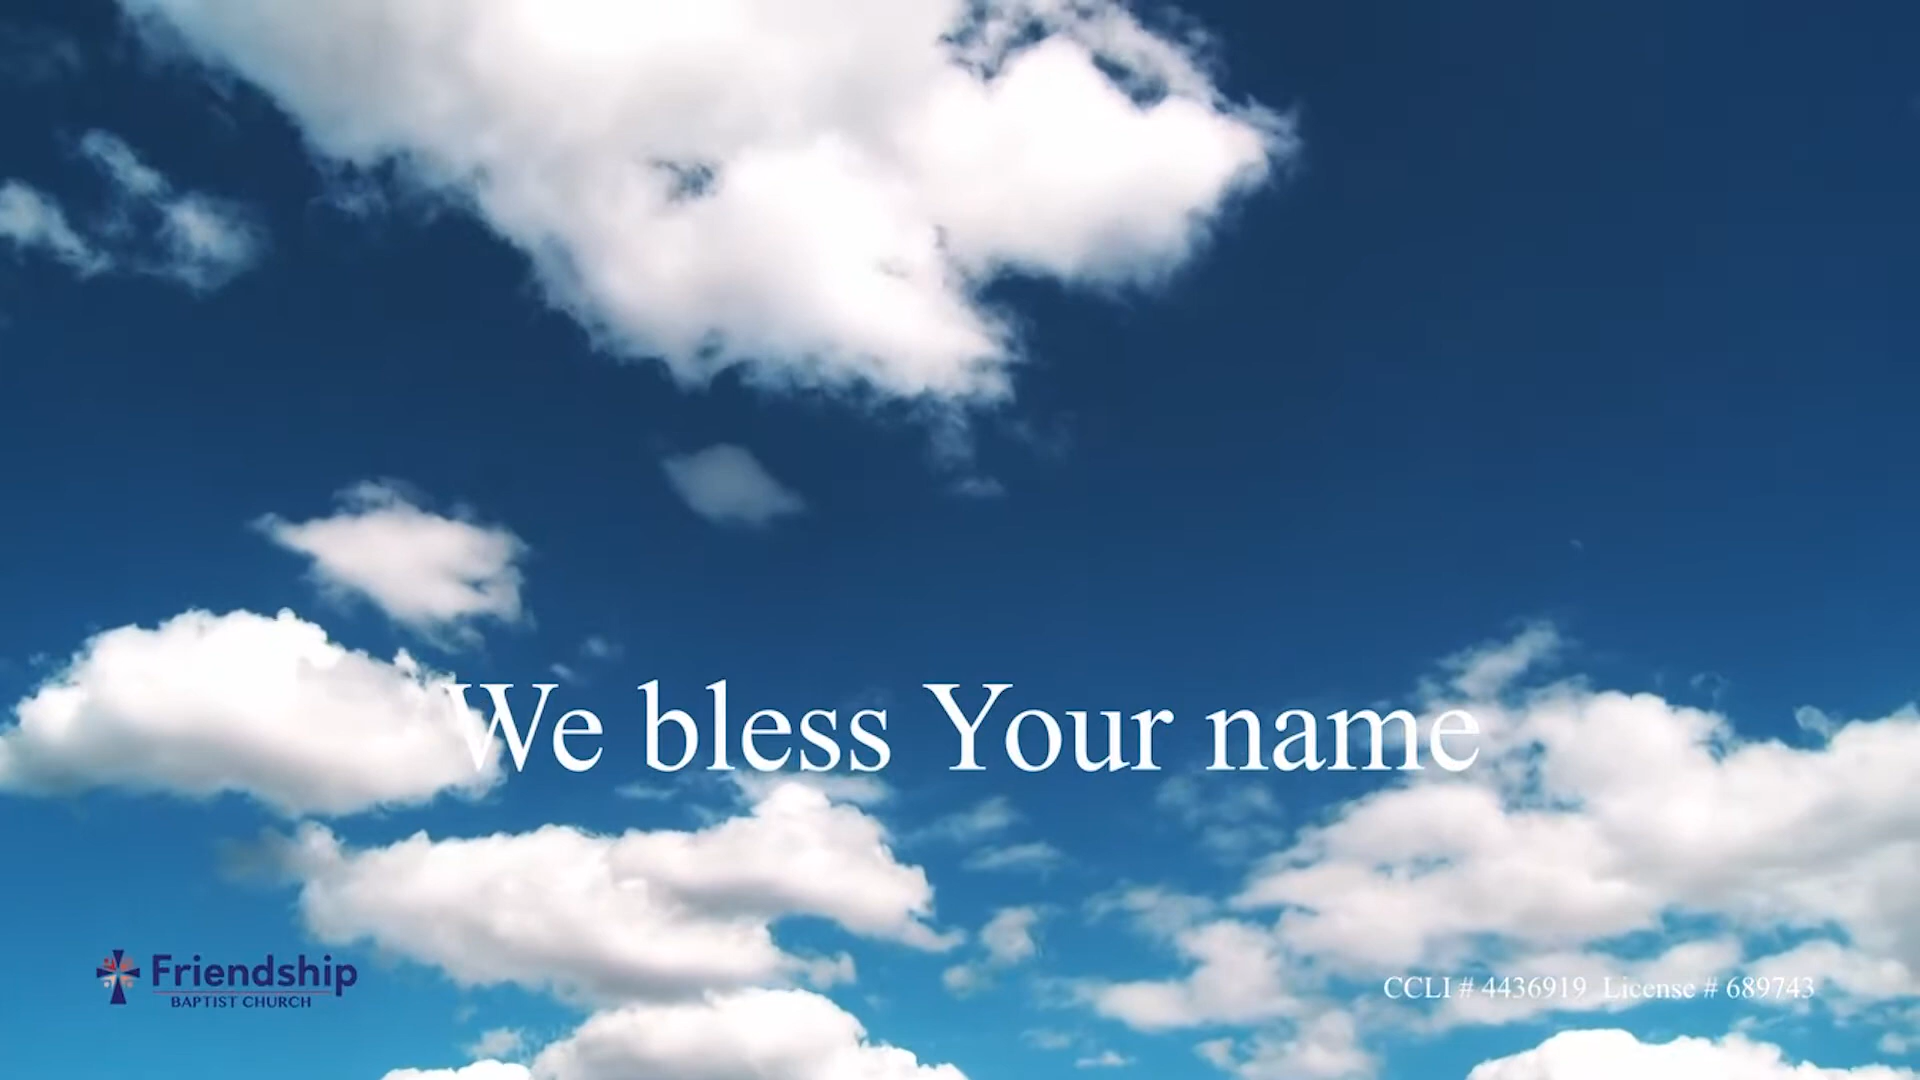 We bless Your name
Friendship
BAPTIST CHURCH
CCLI # 4436919 License # 689743